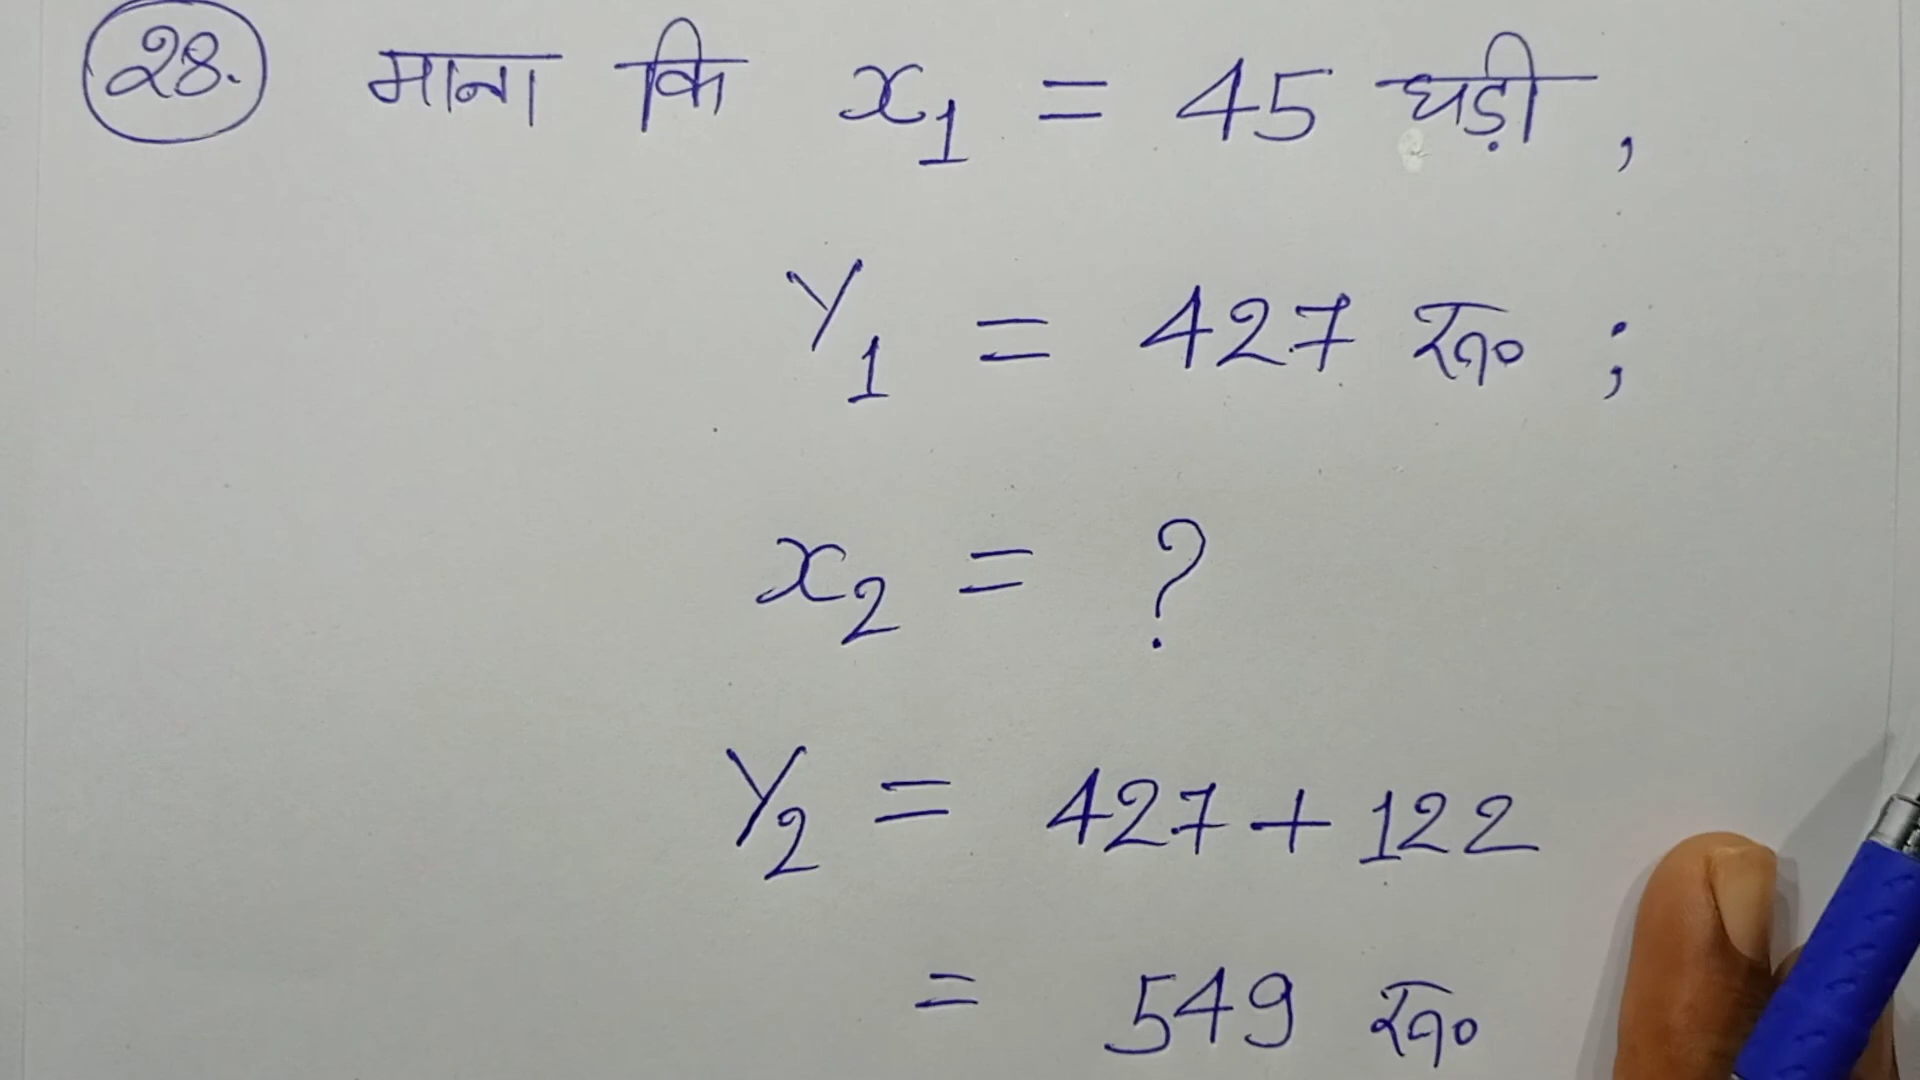 28. माना कि x₁ = 45 घड़ी,
Y₁ = 427 रू०;
x₂ = ?
Y₂ = 427 + 122
= 549 रू०